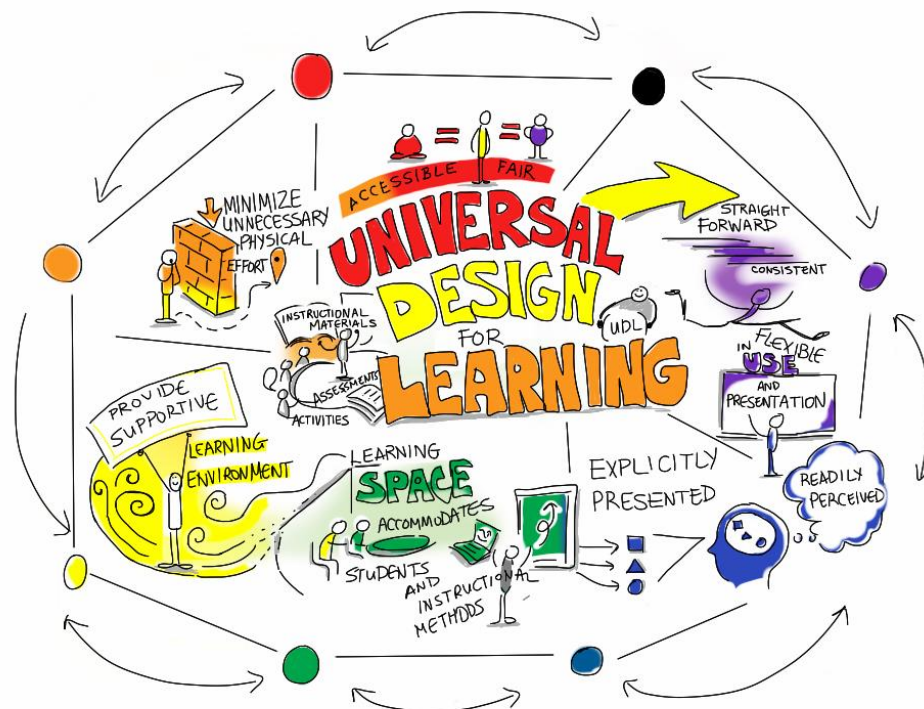 ACCESSIBLE FAIR
UNIVERSAL
DESIGN
FOR
LEARNING
UDL
STRAIGHT
FORWARD
CONSISTENT
FLEXIBLE
IN USE
AND
PRESENTATION
READILY
PERCEIVED
EXPLICITLY
PRESENTED
LEARNING
SPACE
ACCOMMODATES
STUDENTS
AND
INSTRUCTIONAL
METHODS
PROVIDE
SUPPORTIVE
LEARNING
ENVIRONMENT
INSTRUCTIONAL
MATERIALS
ASSESSMENTS
ACTIVITIES
MINIMIZE
UNNECESSARY
PHYSICAL
EFFORT